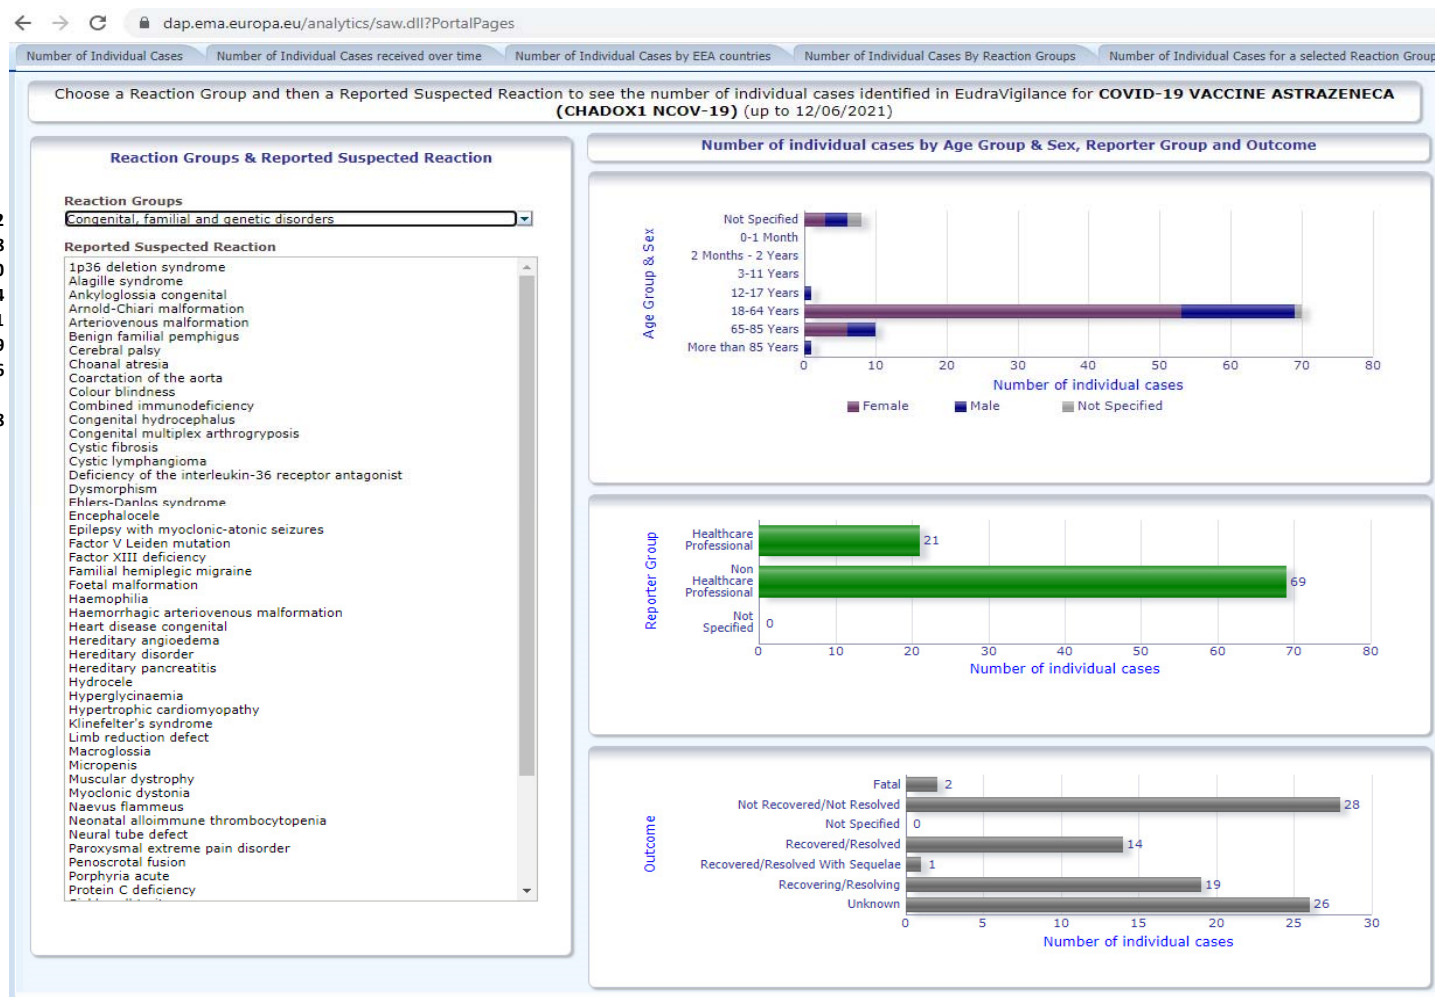 dap.ema.europa.eu/analytics/saw.dll?PortalPages
Number of Individual Cases
Number of Individual Cases received over time
Number of Individual Cases by EEA countries
Number of Individual Cases By Reaction Groups
Number of Individual Cases for a selected Reaction Group
Choose a Reaction Group and then a Reported Suspected Reaction to see the number of individual cases identified in EudraVigilance for COVID-19 VACCINE ASTRAZENECA
(CHADOX1 NCOV-19) (up to 12/06/2021)
Reaction Groups & Reported Suspected Reaction
Reaction Groups
Congenital, familial and genetic disorders
Reported Suspected Reaction
1p36 deletion syndrome
Alagille syndrome
Ankyloglossia congenital
Arnold-Chiari malformation
Arteriovenous malformation
Benign familial pemphigus
Cerebral palsy
Choanal atresia
Coarctation of the aorta
Colour blindness
Combined immunodeficiency
Congenital hydrocephalus
Congenital multiplex arthrogryposis
Cystic fibrosis
Cystic lymphangioma
Deficiency of the interleukin-36 receptor antagonist
Dysmorphism
Ehlers-Danlos syndrome
Encephalocele
Epilepsy with myoclonic-atonic seizures
Factor V Leiden mutation
Factor XIII deficiency
Familial hemiplegic migraine
Foetal malformation
Haemophilia
Haemorrhagic arteriovenous malformation
Heart disease congenital
Hereditary angioedema
Hereditary disorder
Hereditary pancreatitis
Hydrocele
Hyperglycinaemia
Hypertrophic cardiomyopathy
Klinefelter's syndrome
Limb reduction defect
Macroglossia
Micropenis
Muscular dystrophy
Myoclonic dystonia
Naevus flammeus
Neonatal alloimmune thrombocytopenia
Neural tube defect
Paroxysmal extreme pain disorder
Penoscrotal fusion
Porphyria acute
Protein C deficiency
Number of individual cases by Age Group & Sex, Reporter Group and Outcome
Age Group & Sex
Not Specified
0-1 Month
2 Months - 2 Years
3-11 Years
12-17 Years
18-64 Years
65-85 Years
More than 85 Years
0 10 20 30 40 50 60 70 80
Number of individual cases
Female Male Not Specified
Reporter Group
Healthcare
Professional
21
Non
Healthcare
Professional
69
Not
Specified
0
0 10 20 30 40 50 60 70 80
Number of individual cases
Outcome
Fatal 2
Not Recovered/Not Resolved 28
Not Specified 0
Recovered/Resolved 14
Recovered/Resolved With Sequelae 1
Recovering/Resolving 19
Unknown 26
0 5 10 15 20 25 30
Number of individual cases